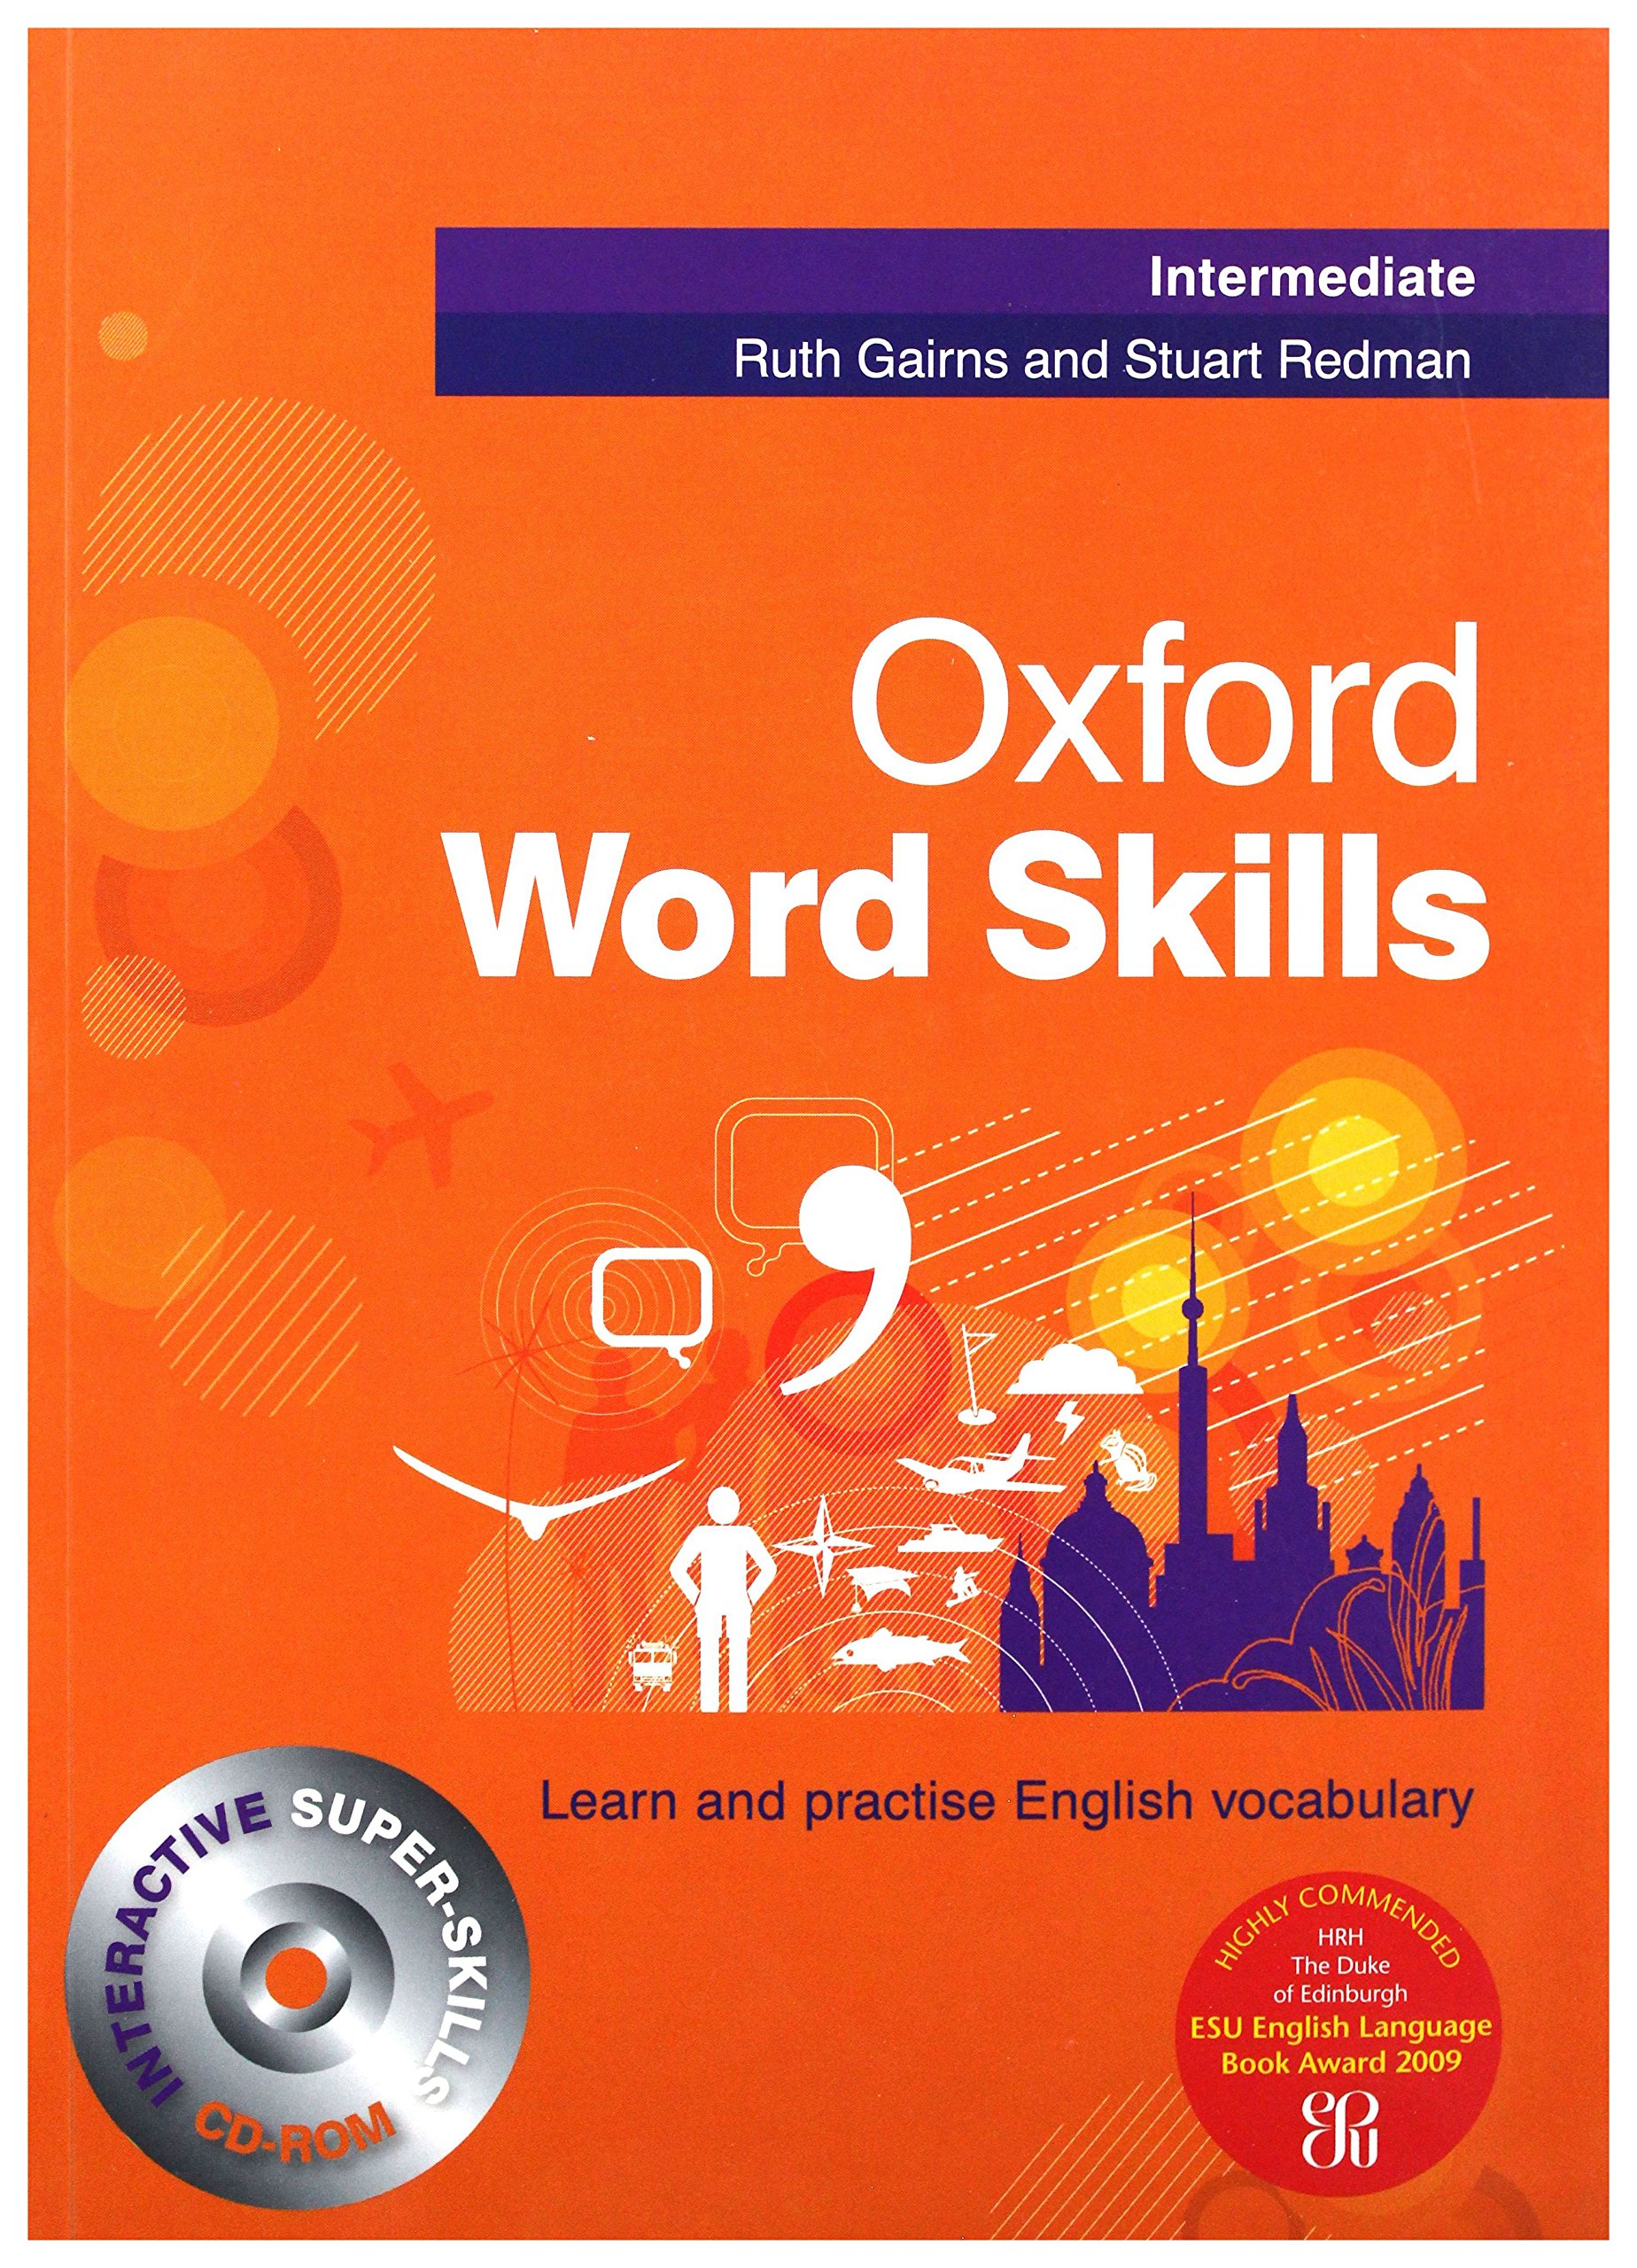 Intermediate
Ruth Gairns and Stuart Redman
Oxford
Word Skills
Learn and practise English vocabulary
INTERACTIVE SUPER-SKILLS
CD-ROM
HIGHLY COMMENDED
HRH
The Duke
of Edinburgh
ESU English Language
Book Award 2009
ESU